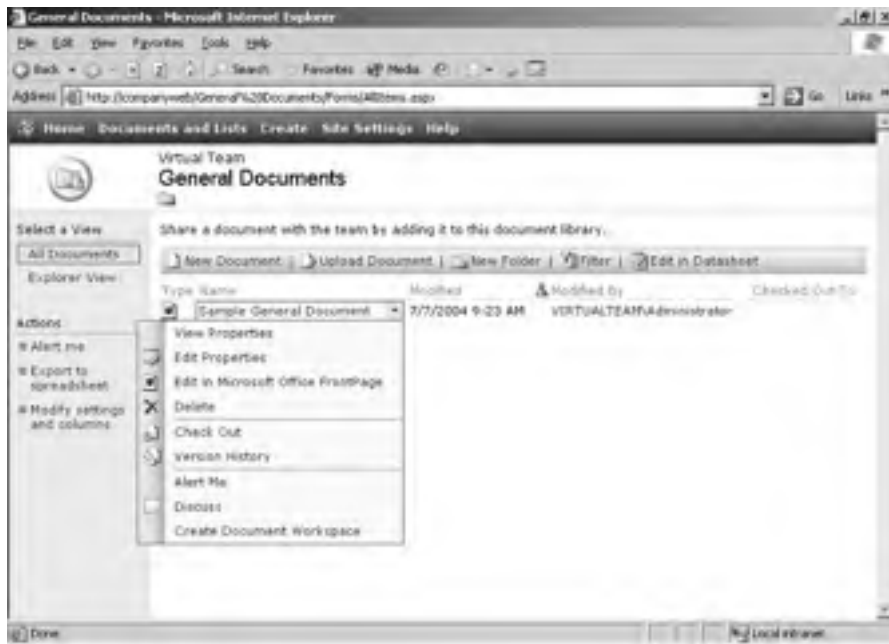 General Documents - Microsoft Internet Explorer
File Edit View Favorites Tools Help
Back Search Favorites Media
Address http://companyweb/General%20Documents/Forms/AllItems.aspx Go Links
Home Documents and Lists Create Site Settings Help
Virtual Team
General Documents
Select a View
All Documents
Explorer View
Actions
Alert me
Export to spreadsheet
Modify settings and columns
Share a document with the team by adding it to this document library.
New Document | Upload Document | New Folder | Filter | Edit in Datasheet
Type Name Modified Modified By Checked Out To
Sample General Document 7/7/2004 9:23 AM VIRTUALTEAM\Administrator
View Properties
Edit Properties
Edit in Microsoft Office FrontPage
Delete
Check Out
Version History
Alert Me
Discuss
Create Document Workspace
Done Local intranet